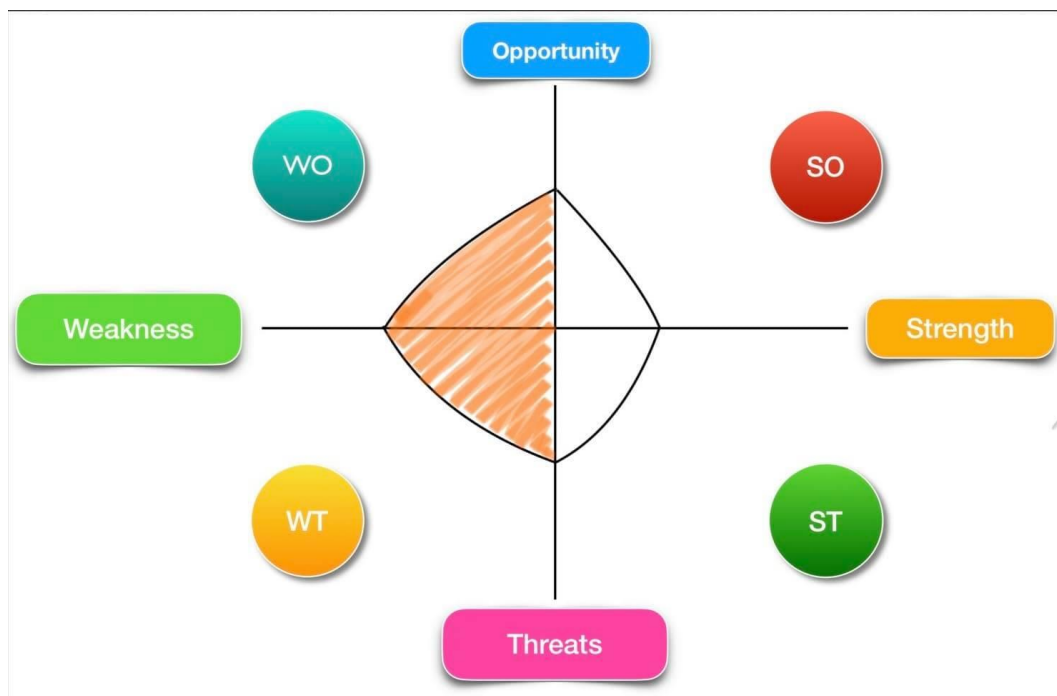 Opportunity
WO
SO
Weakness
Strength
WT
ST
Threats